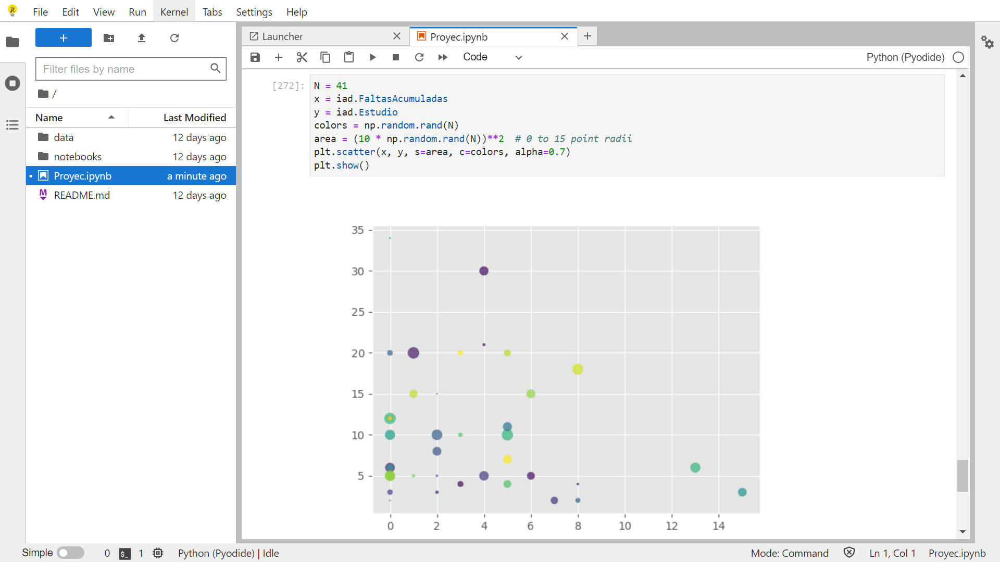 File Edit View Run Kernel Tabs Settings Help
+
Filter files by name
/
Name Last Modified
data 12 days ago
notebooks 12 days ago
Proyec.ipynb a minute ago
README.md 12 days ago
Launcher
Proyec.ipynb
Code
Python (Pyodide)
[272]:
N = 41
x = iad.FaltasAcumuladas
y = iad.Estudio
colors = np.random.rand(N)
area = (10 * np.random.rand(N))**2  # 0 to 15 point radii
plt.scatter(x, y, s=area, c=colors, alpha=0.7)
plt.show()
35
30
25
20
15
10
5
0 2 4 6 8 10 12 14
Simple 0 $_ 1 Python (Pyodide) | Idle Mode: Command Ln 1, Col 1 Proyec.ipynb